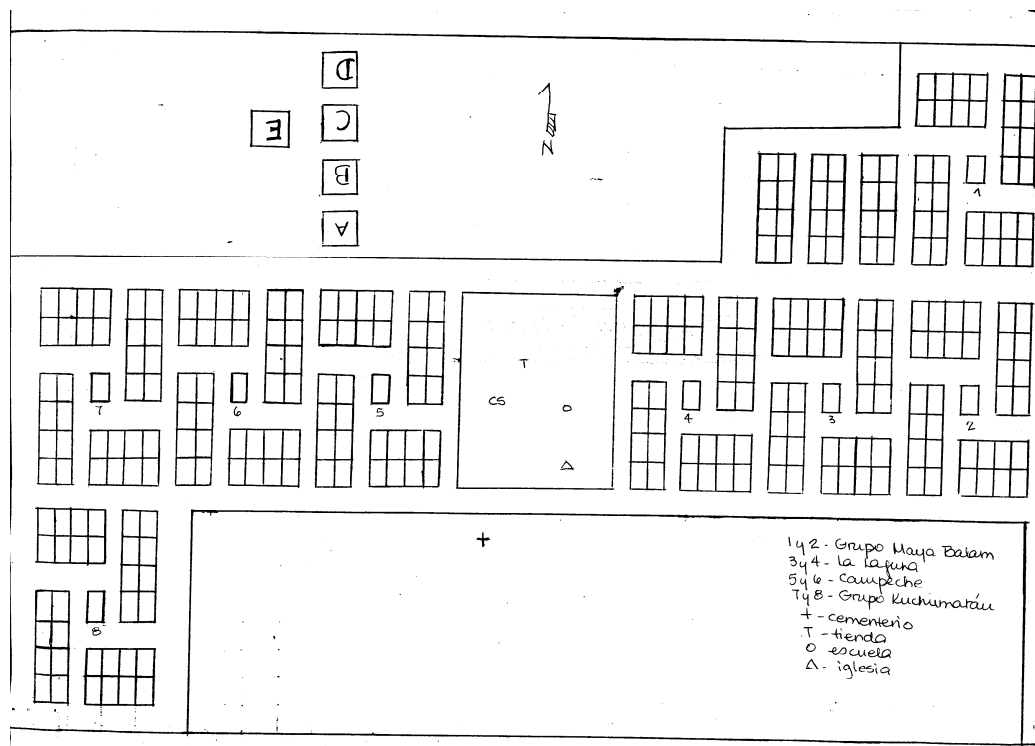 D
C
E
B
A
N
1
T
CS
O
7
6
5
4
3
2
Δ
+
8
1 y 2 - Grupo Maya Balam
3 y 4 - La Laguna
5 y 6 - Campeche
7 y 8 - Grupo Kuchumatán
+ - cementerio
T - tienda
O escuela
Δ - iglesia